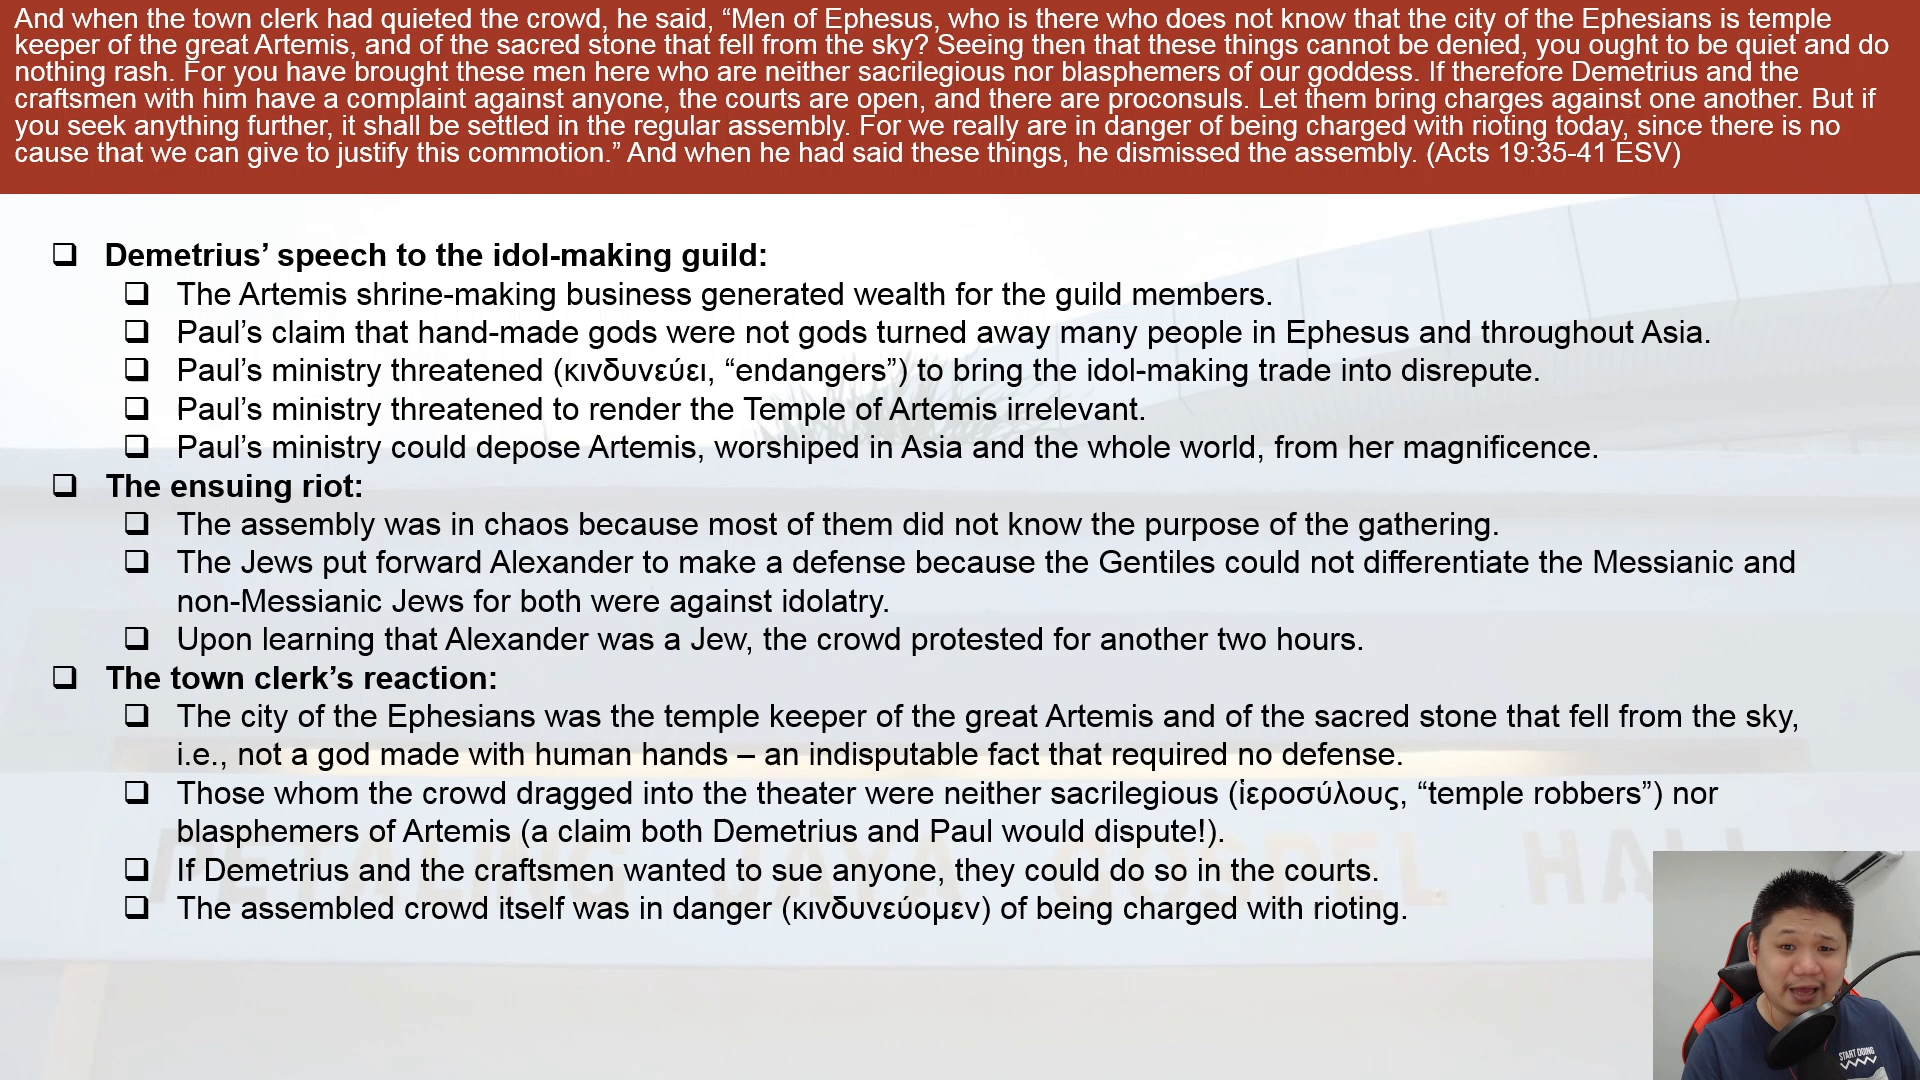 And when the town clerk had quieted the crowd, he said, “Men of Ephesus, who is there who does not know that the city of the Ephesians is temple
keeper of the great Artemis, and of the sacred stone that fell from the sky? Seeing then that these things cannot be denied, you ought to be quiet and do
nothing rash. For you have brought these men here who are neither sacrilegious nor blasphemers of our goddess. If therefore Demetrius and the
craftsmen with him have a complaint against anyone, the courts are open, and there are proconsuls. Let them bring charges against one another. But if
you seek anything further, it shall be settled in the regular assembly. For we really are in danger of being charged with rioting today, since there is no
cause that we can give to justify this commotion.” And when he had said these things, he dismissed the assembly. (Acts 19:35-41 ESV)
❑ Demetrius’ speech to the idol-making guild:
❑ The Artemis shrine-making business generated wealth for the guild members.
❑ Paul’s claim that hand-made gods were not gods turned away many people in Ephesus and throughout Asia.
❑ Paul’s ministry threatened (κινδυνεύει, “endangers”) to bring the idol-making trade into disrepute.
❑ Paul’s ministry threatened to render the Temple of Artemis irrelevant.
❑ Paul’s ministry could depose Artemis, worshiped in Asia and the whole world, from her magnificence.
❑ The ensuing riot:
❑ The assembly was in chaos because most of them did not know the purpose of the gathering.
❑ The Jews put forward Alexander to make a defense because the Gentiles could not differentiate the Messianic and
non-Messianic Jews for both were against idolatry.
❑ Upon learning that Alexander was a Jew, the crowd protested for another two hours.
❑ The town clerk’s reaction:
❑ The city of the Ephesians was the temple keeper of the great Artemis and of the sacred stone that fell from the sky,
i.e., not a god made with human hands – an indisputable fact that required no defense.
❑ Those whom the crowd dragged into the theater were neither sacrilegious (ἱεροσύλους, “temple robbers”) nor
blasphemers of Artemis (a claim both Demetrius and Paul would dispute!).
❑ If Demetrius and the craftsmen wanted to sue anyone, they could do so in the courts.
❑ The assembled crowd itself was in danger (κινδυνεύομεν) of being charged with rioting.
PETALING JAYA GOSPEL HALL
START DOING